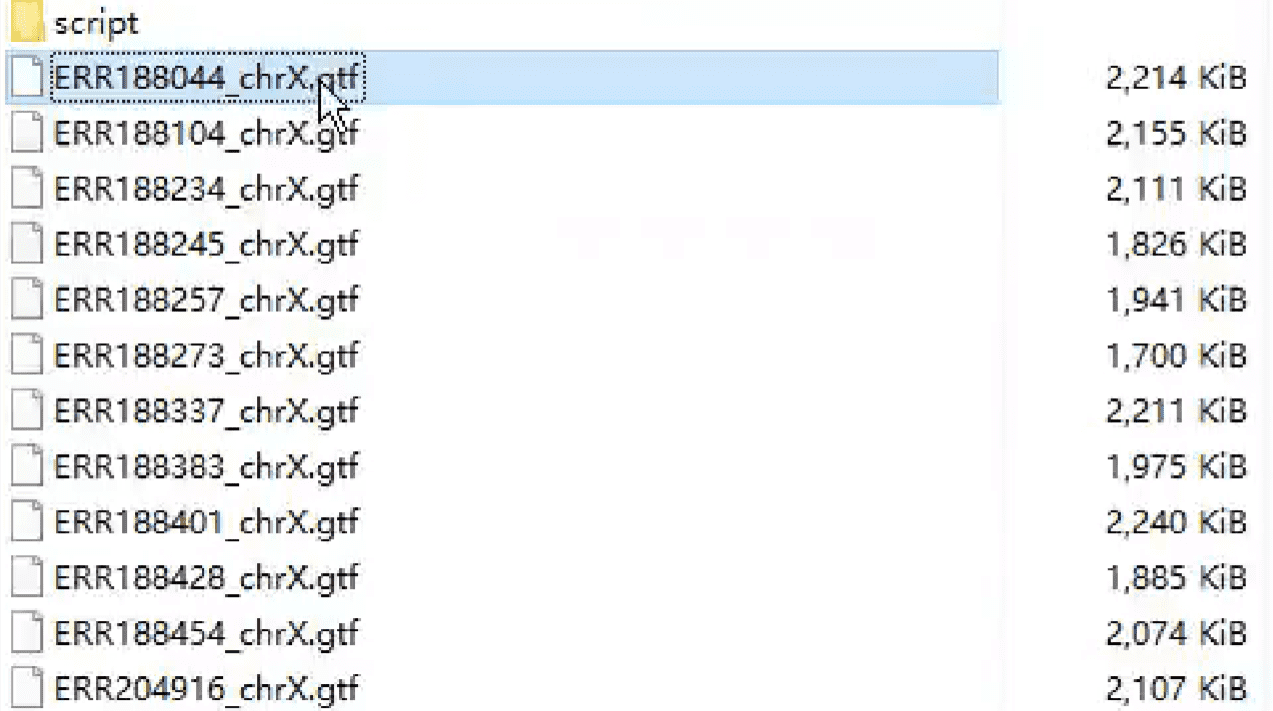 script
ERR188044_chrX.gtf 2,214 KiB
ERR188104_chrX.gtf 2,155 KiB
ERR188234_chrX.gtf 2,111 KiB
ERR188245_chrX.gtf 1,826 KiB
ERR188257_chrX.gtf 1,941 KiB
ERR188273_chrX.gtf 1,700 KiB
ERR188337_chrX.gtf 2,211 KiB
ERR188383_chrX.gtf 1,975 KiB
ERR188401_chrX.gtf 2,240 KiB
ERR188428_chrX.gtf 1,885 KiB
ERR188454_chrX.gtf 2,074 KiB
ERR204916_chrX.gtf 2,107 KiB